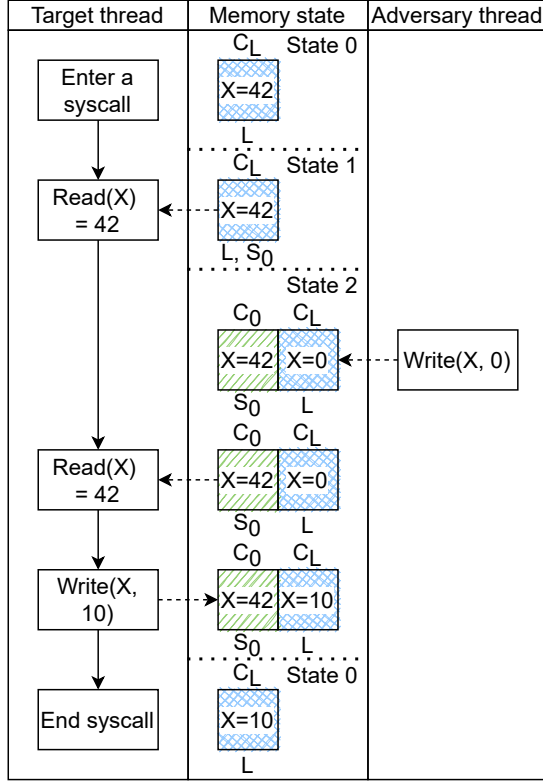 Target thread
Memory state
Adversary thread
C_L
State 0
Enter a
syscall
X=42
L
C_L
State 1
Read(X)
= 42
X=42
L, S_0
State 2
C_0
C_L
X=42
X=0
Write(X, 0)
S_0
L
C_0
C_L
Read(X)
= 42
X=42
X=0
S_0
L
C_0
C_L
Write(X,
10)
X=42
X=10
S_0
L
C_L
State 0
End syscall
X=10
L